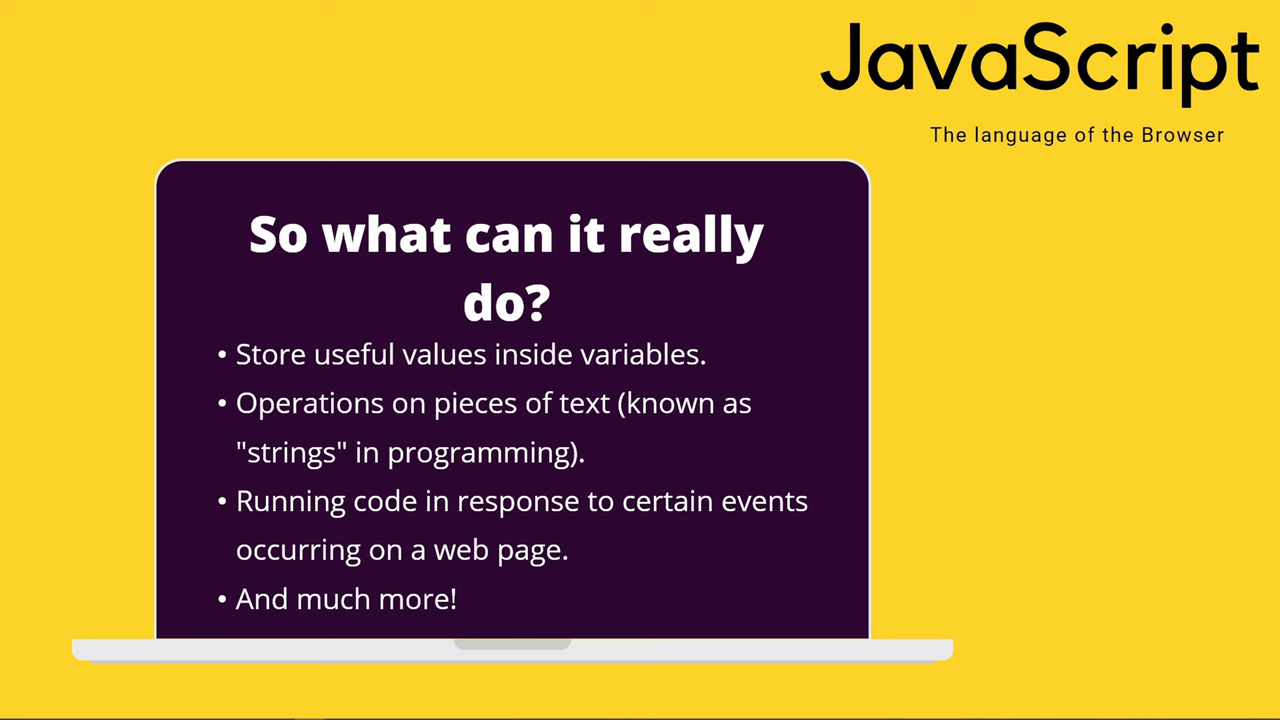 JavaScript
The language of the Browser
So what can it really
do?
• Store useful values inside variables.
• Operations on pieces of text (known as
"strings" in programming).
• Running code in response to certain events
occurring on a web page.
• And much more!